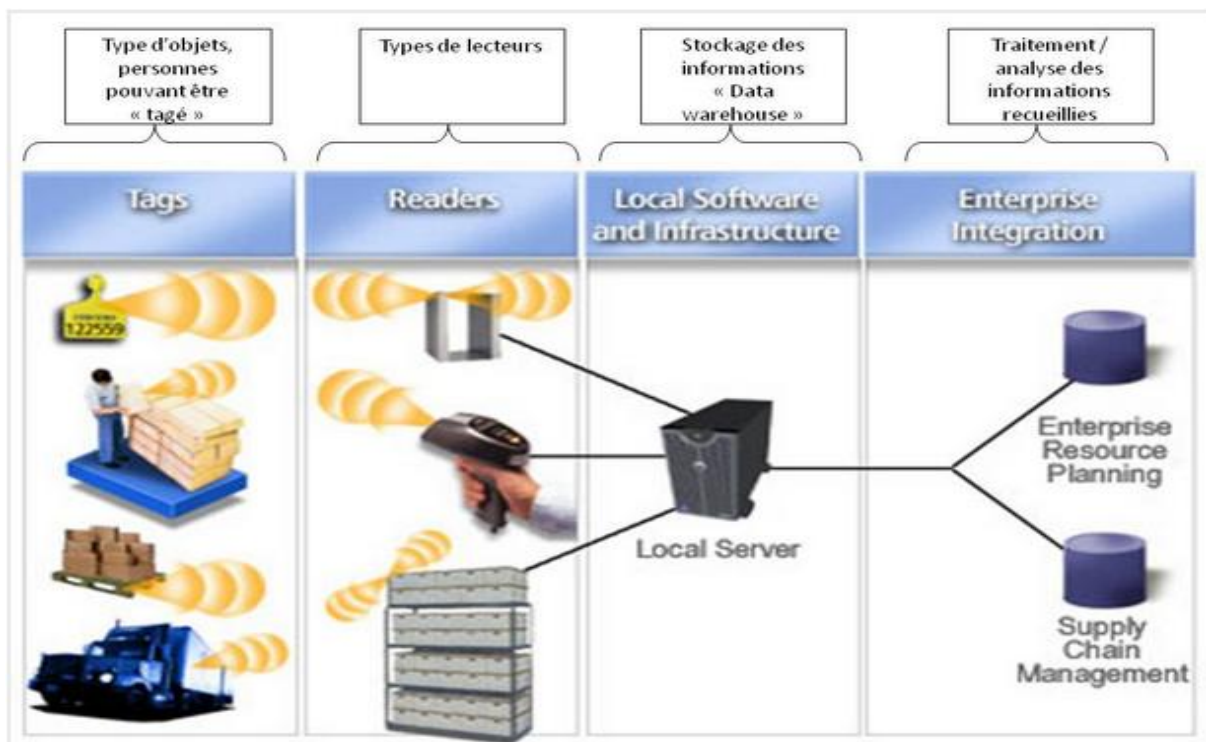 Type d'objets,
personnes
pouvant être
« tagé »
Types de lecteurs
Stockage des
informations
« Data
warehouse »
Traitement /
analyse des
informations
recueillies
Tags
Readers
Local Software
and Infrastructure
Enterprise
Integration
122559
Local Server
Enterprise
Resource
Planning
Supply
Chain
Management